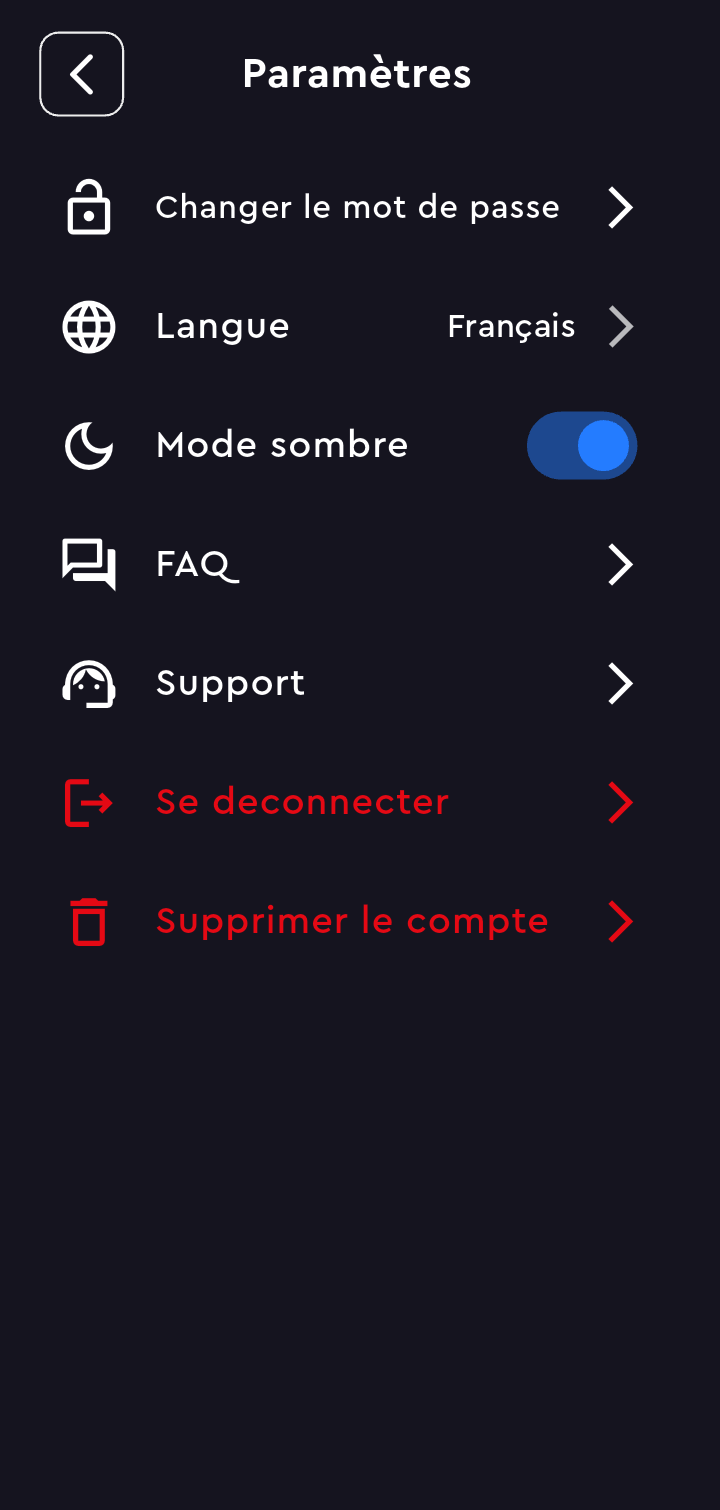 Paramètres
Changer le mot de passe
Langue Français
Mode sombre
FAQ
Support
Se deconnecter
Supprimer le compte